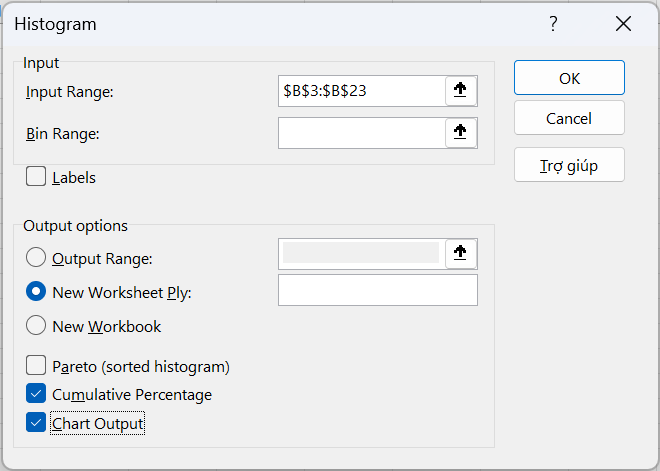 Histogram
?
Input
Input Range:
$B$3:$B$23
Bin Range:
Labels
OK
Cancel
Trợ giúp
Output options
Output Range:
New Worksheet Ply:
New Workbook
Pareto (sorted histogram)
Cumulative Percentage
Chart Output